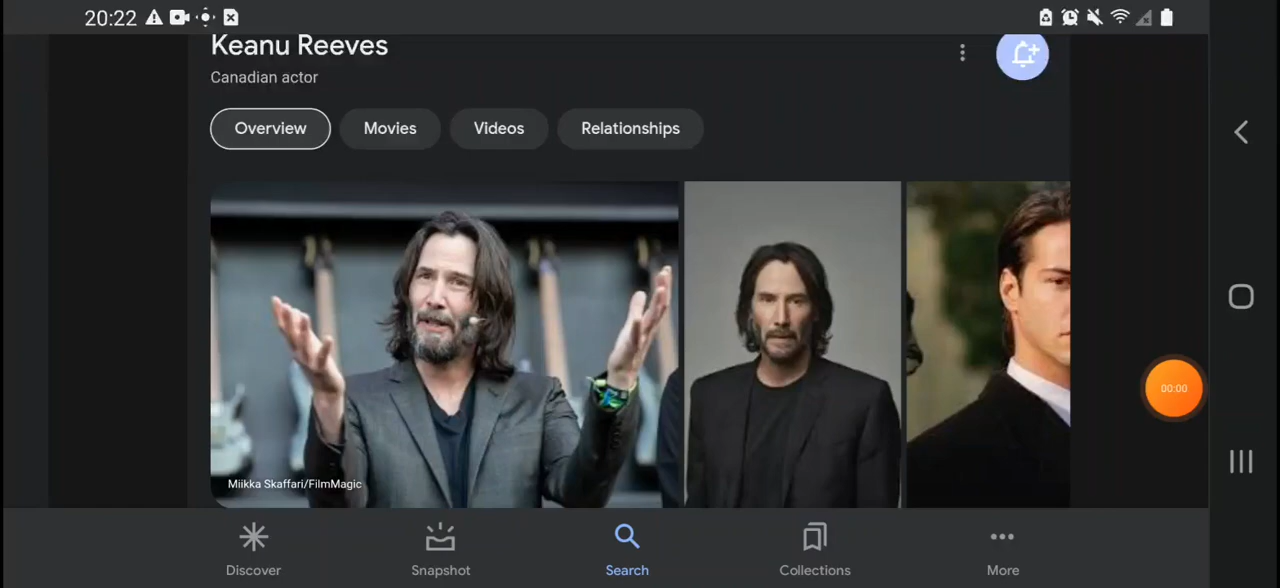 20:22
Keanu Reeves
Canadian actor
Overview
Movies
Videos
Relationships
Miikka Skaffari/FilmMagic
00:00
Discover
Snapshot
Search
Collections
More